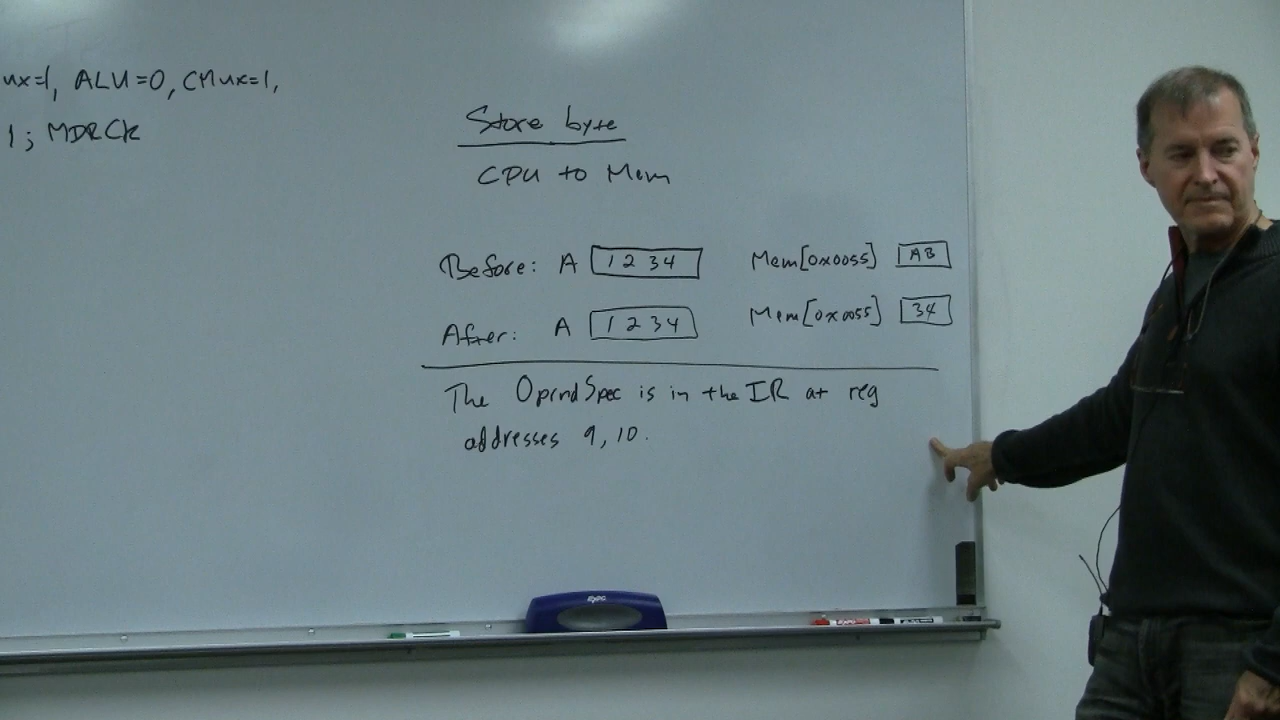 ux=1, ALU=0, CMux=1,
1; MDRCk
Store byte
CPU to Mem
Before: A 1234 Mem[0x0055] AB
After: A 1234 Mem[0x0055] 34
The OprndSpec is in the IR at reg
addresses 9, 10.
EXPO